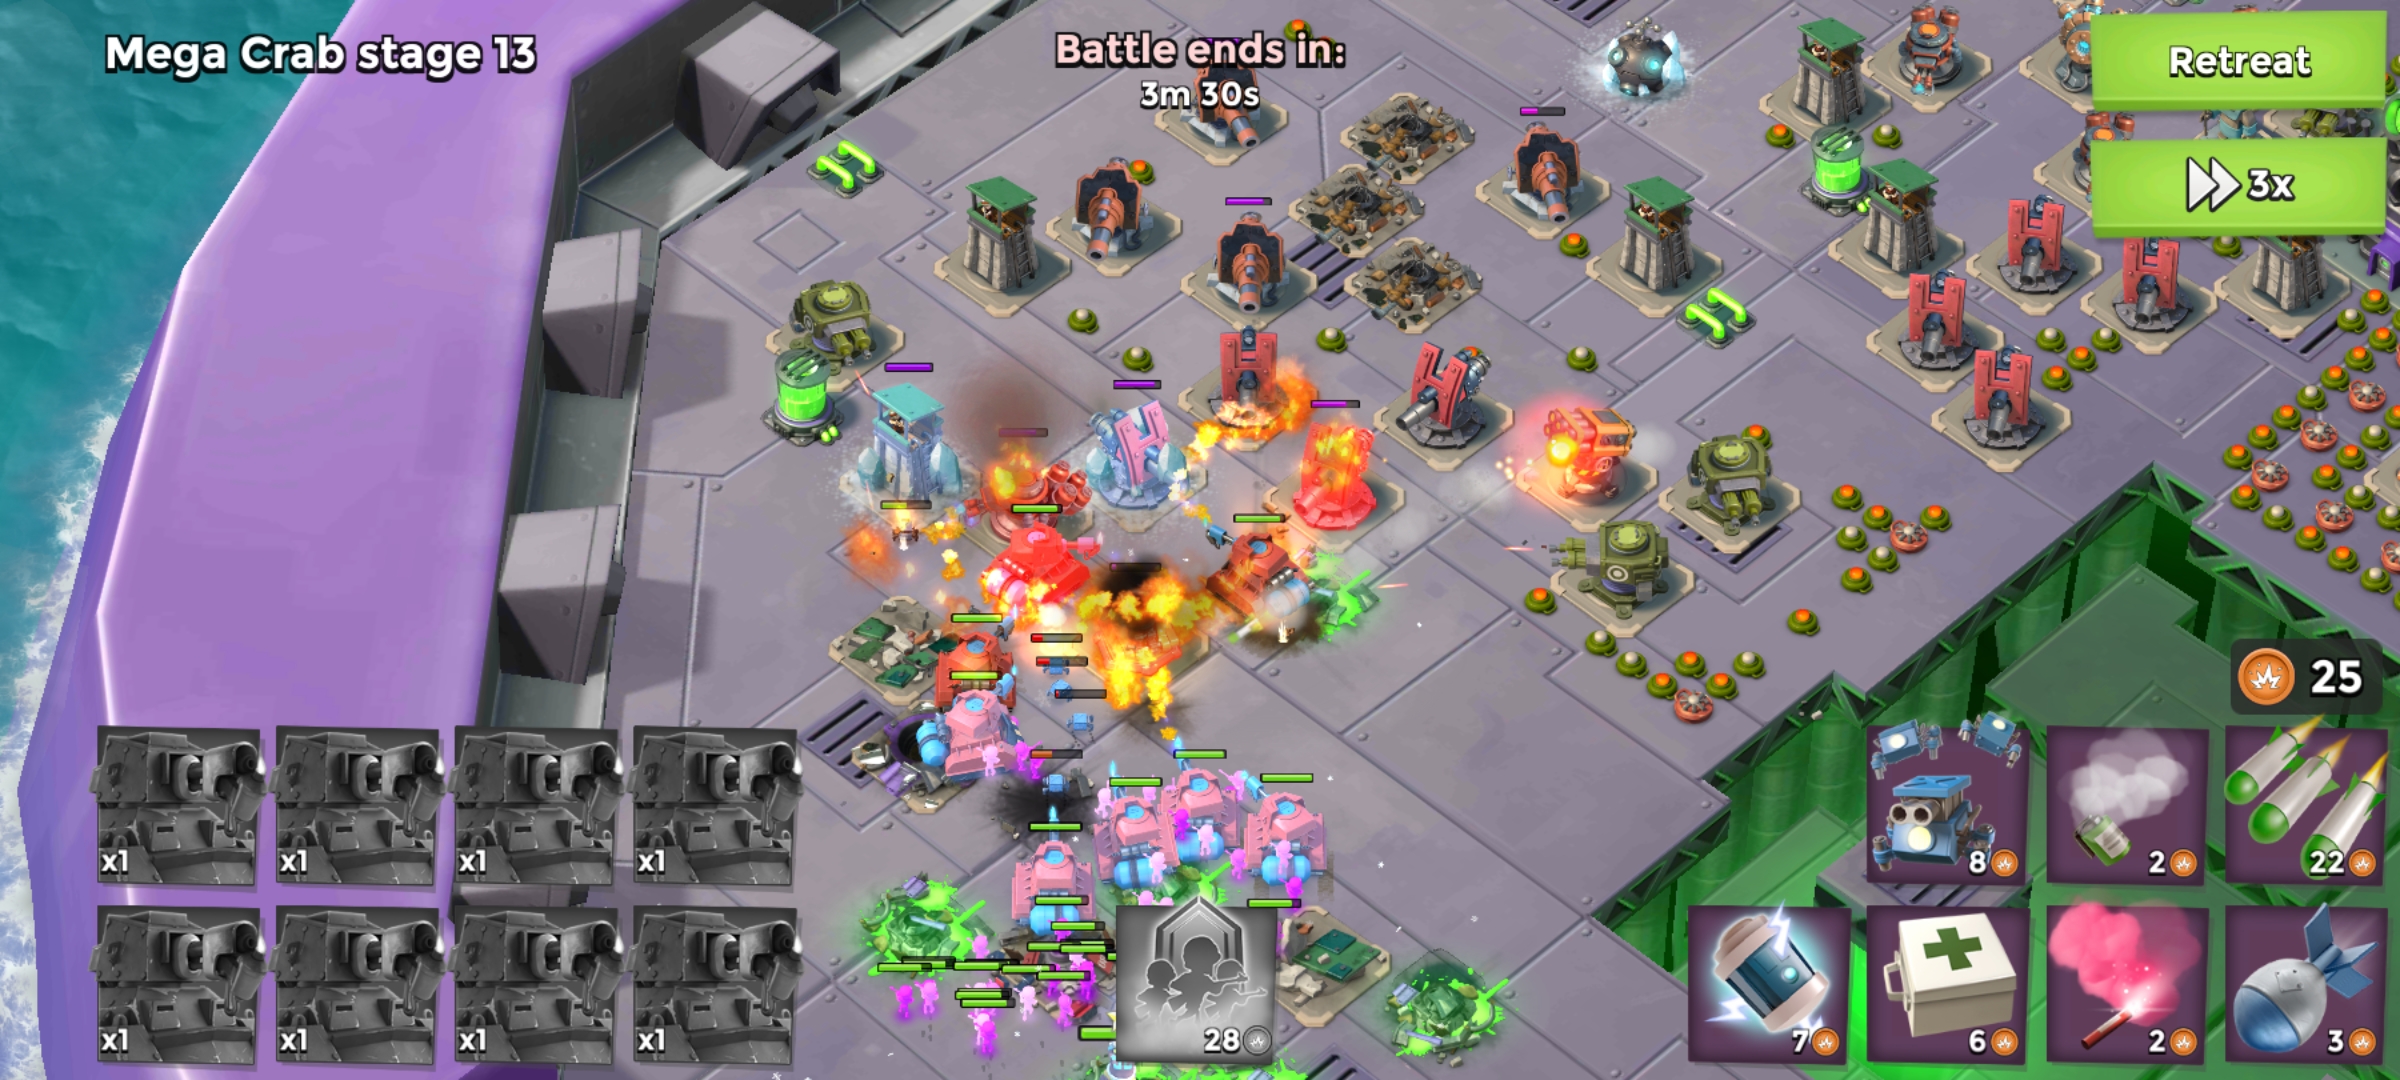 Mega Crab stage 13
Battle ends in:
3m 30s
Retreat
3x
25
8
2
22
x1
x1
x1
x1
7
6
2
3
x1
x1
x1
x1
28